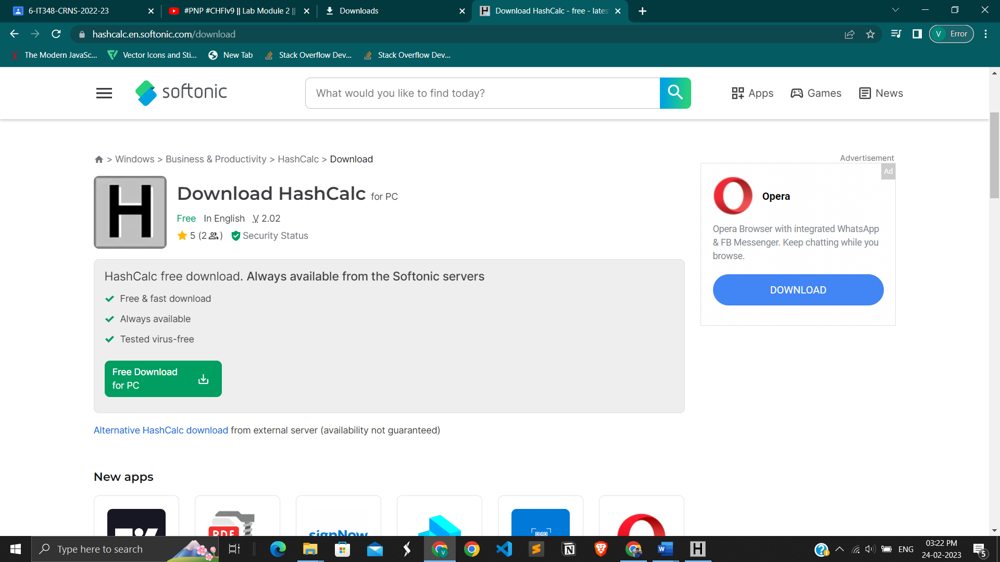 6-IT348-CRNS-2022-23
#PNP #CHFIv9 || Lab Module 2 ||
Downloads
Download HashCalc - free - lates
hashcalc.en.softonic.com/download
V Error
The Modern JavaSc...
Vector Icons and Sti...
New Tab
Stack Overflow Dev...
Stack Overflow Dev...
softonic
What would you like to find today?
Apps
Games
News
> Windows > Business & Productivity > HashCalc > Download
Advertisement
Ad
H
Download HashCalc for PC
Free In English V 2.02
5 (2) Security Status
Opera
Opera Browser with integrated WhatsApp
& FB Messenger. Keep chatting while you
browse.
DOWNLOAD
HashCalc free download. Always available from the Softonic servers
Free & fast download
Always available
Tested virus-free
Free Download
for PC
Alternative HashCalc download from external server (availability not guaranteed)
New apps
PDF
signNow
Type here to search
ENG
03:22 PM
24-02-2023
5